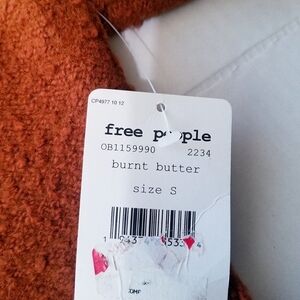 CP4977 10 12
free people
OB1159990 2234
burnt butter
size S